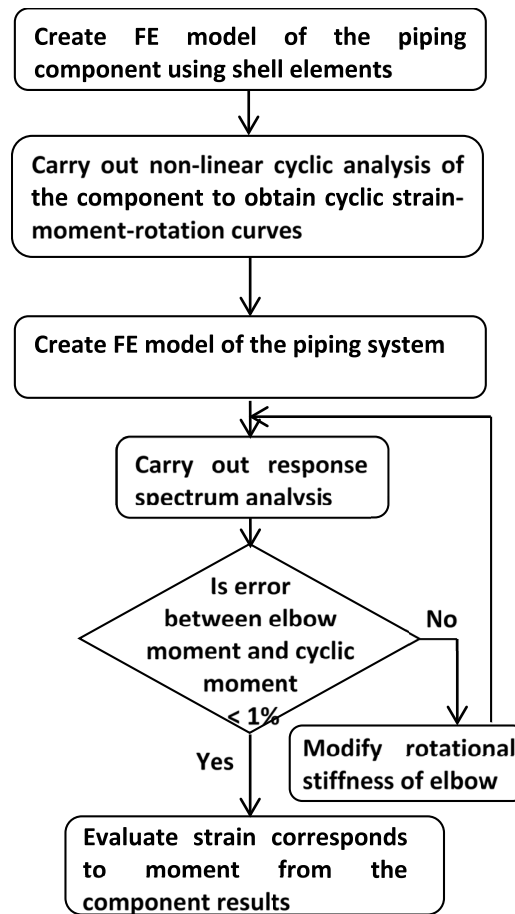 Create FE model of the piping
component using shell elements
Carry out non-linear cyclic analysis of
the component to obtain cyclic strain-
moment-rotation curves
Create FE model of the piping system
Carry out response
spectrum analysis
Is error
between elbow
moment and cyclic
moment
< 1%
No
Modify rotational
stiffness of elbow
Yes
Evaluate strain corresponds
to moment from the
component results